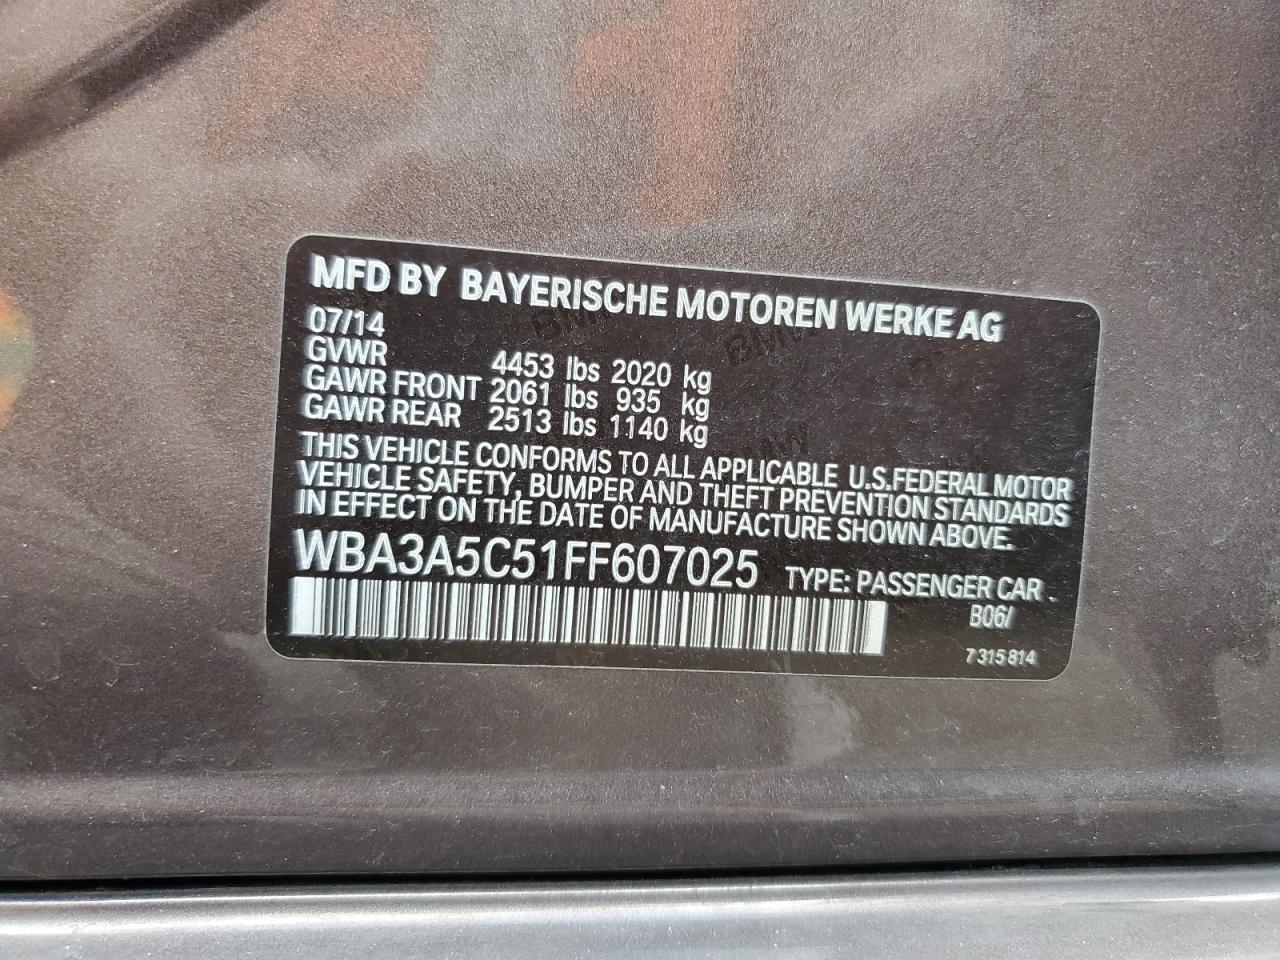 MFD BY BAYERISCHE MOTOREN WERKE AG
07/14
GVWR 4453 lbs 2020 kg
GAWR FRONT 2061 lbs 935 kg
GAWR REAR 2513 lbs 1140 kg
THIS VEHICLE CONFORMS TO ALL APPLICABLE U.S.FEDERAL MOTOR
VEHICLE SAFETY, BUMPER AND THEFT PREVENTION STANDARDS
IN EFFECT ON THE DATE OF MANUFACTURE SHOWN ABOVE.
WBA3A5C51FF607025 TYPE: PASSENGER CAR
B06/
7 315 814